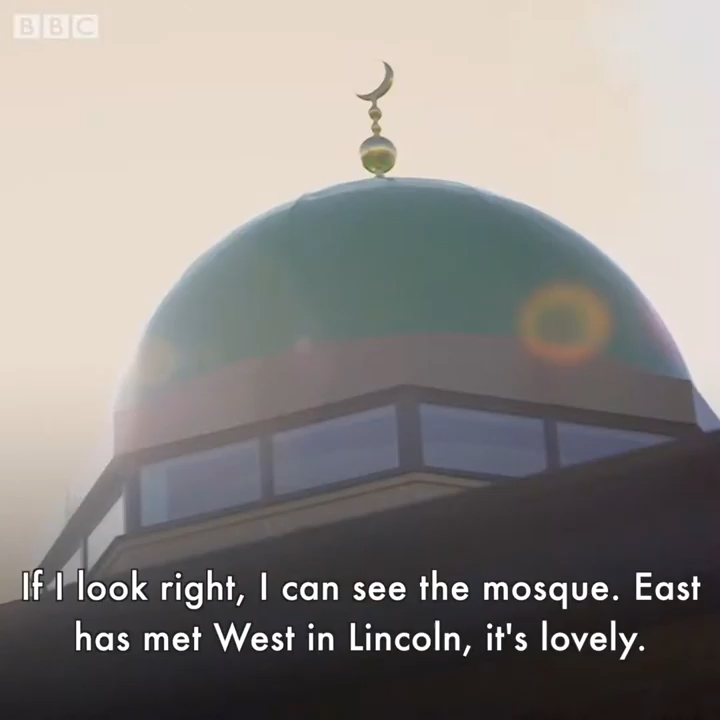 BBC
If I look right, I can see the mosque. East
has met West in Lincoln, it's lovely.